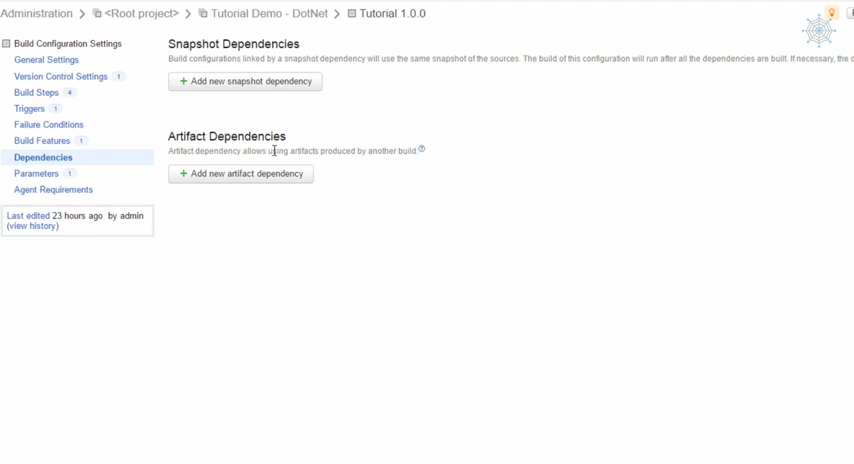 Administration > <Root project> > Tutorial Demo - DotNet > Tutorial 1.0.0
Build Configuration Settings
General Settings
Version Control Settings 1
Build Steps 4
Triggers 1
Failure Conditions
Build Features 1
Dependencies
Parameters 1
Agent Requirements
Last edited 23 hours ago by admin
(view history)
Snapshot Dependencies
Build configurations linked by a snapshot dependency will use the same snapshot of the sources. The build of this configuration will run after all the dependencies are built. If necessary, the
+ Add new snapshot dependency
Artifact Dependencies
Artifact dependency allows using artifacts produced by another build. ?
+ Add new artifact dependency